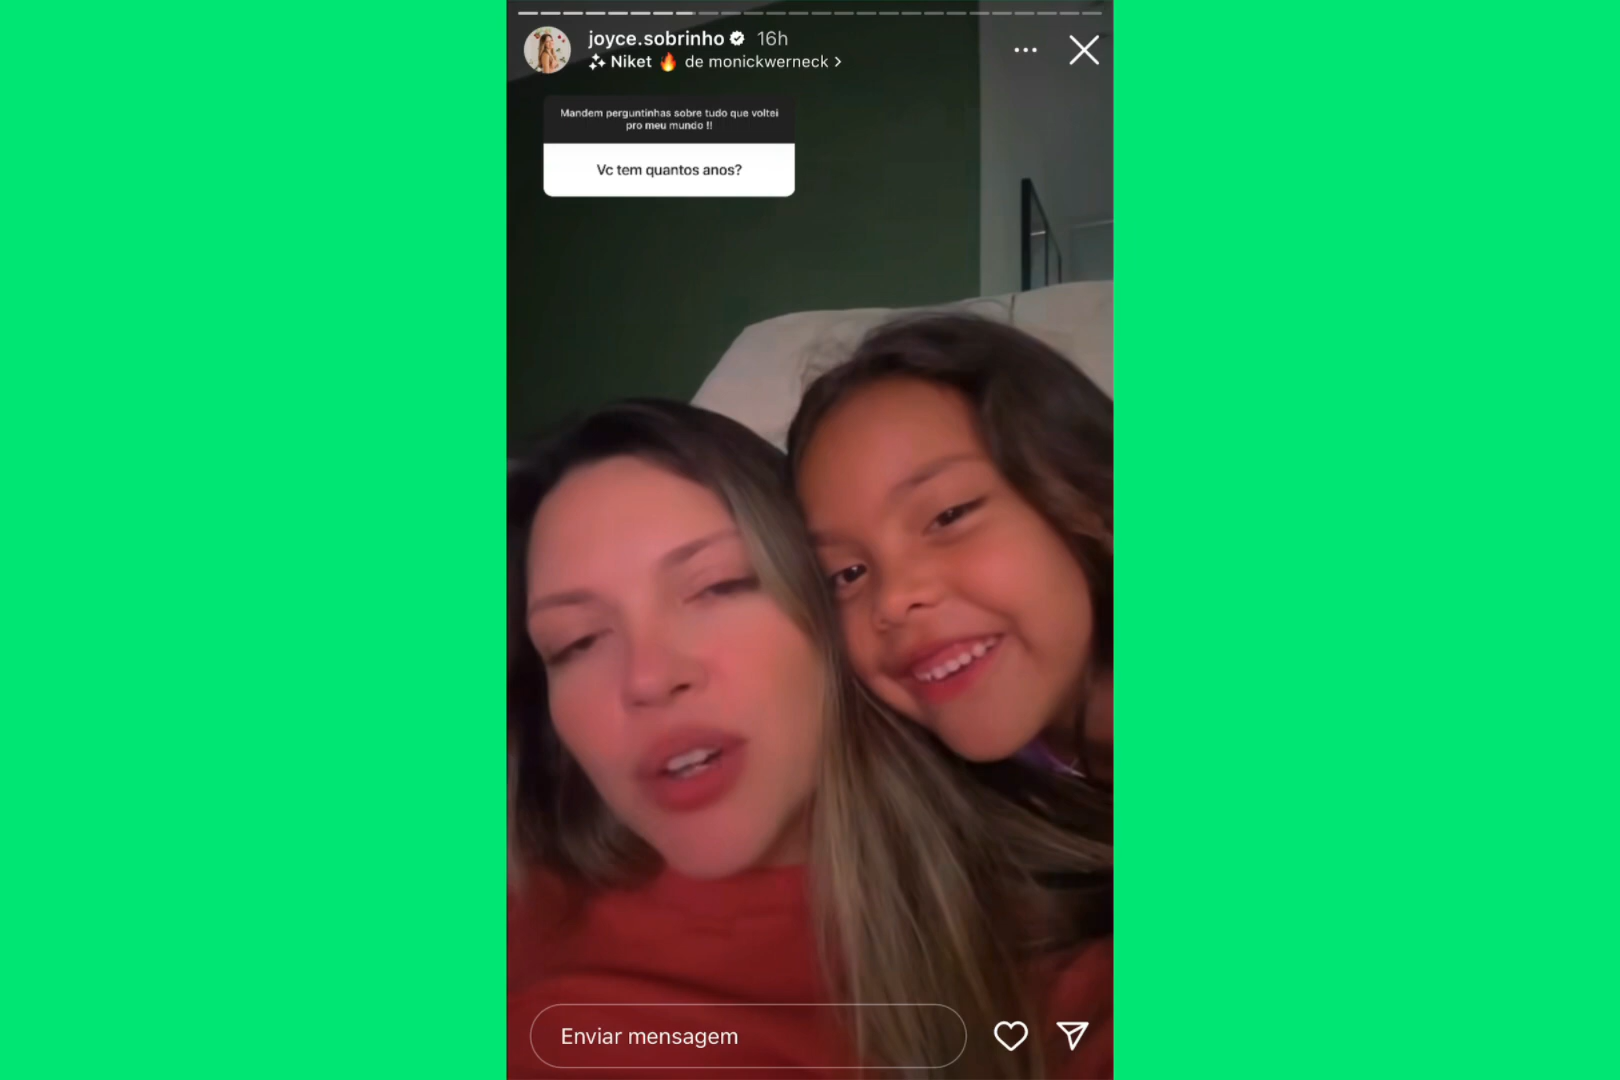 joyce.sobrinho 16h
Niket 🔥 de monickwerneck >
Mandem perguntinhas sobre tudo que voltei
pro meu mundo !!
Vc tem quantos anos?
Enviar mensagem